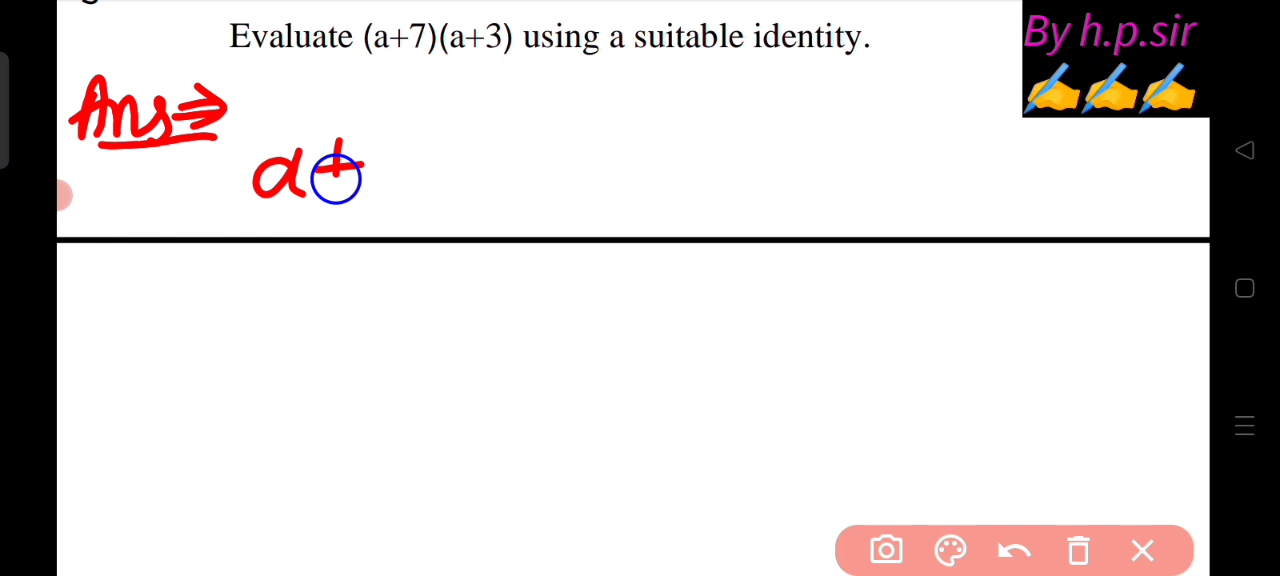 Evaluate (a+7)(a+3) using a suitable identity.
By h.p.sir
Ans⇒
a+